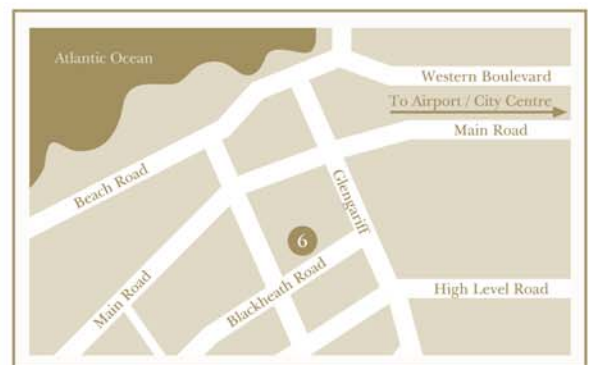 Atlantic Ocean
Western Boulevard
To Airport / City Centre
Main Road
Beach Road
Glengariff
6
Blackheath Road
Main Road
High Level Road